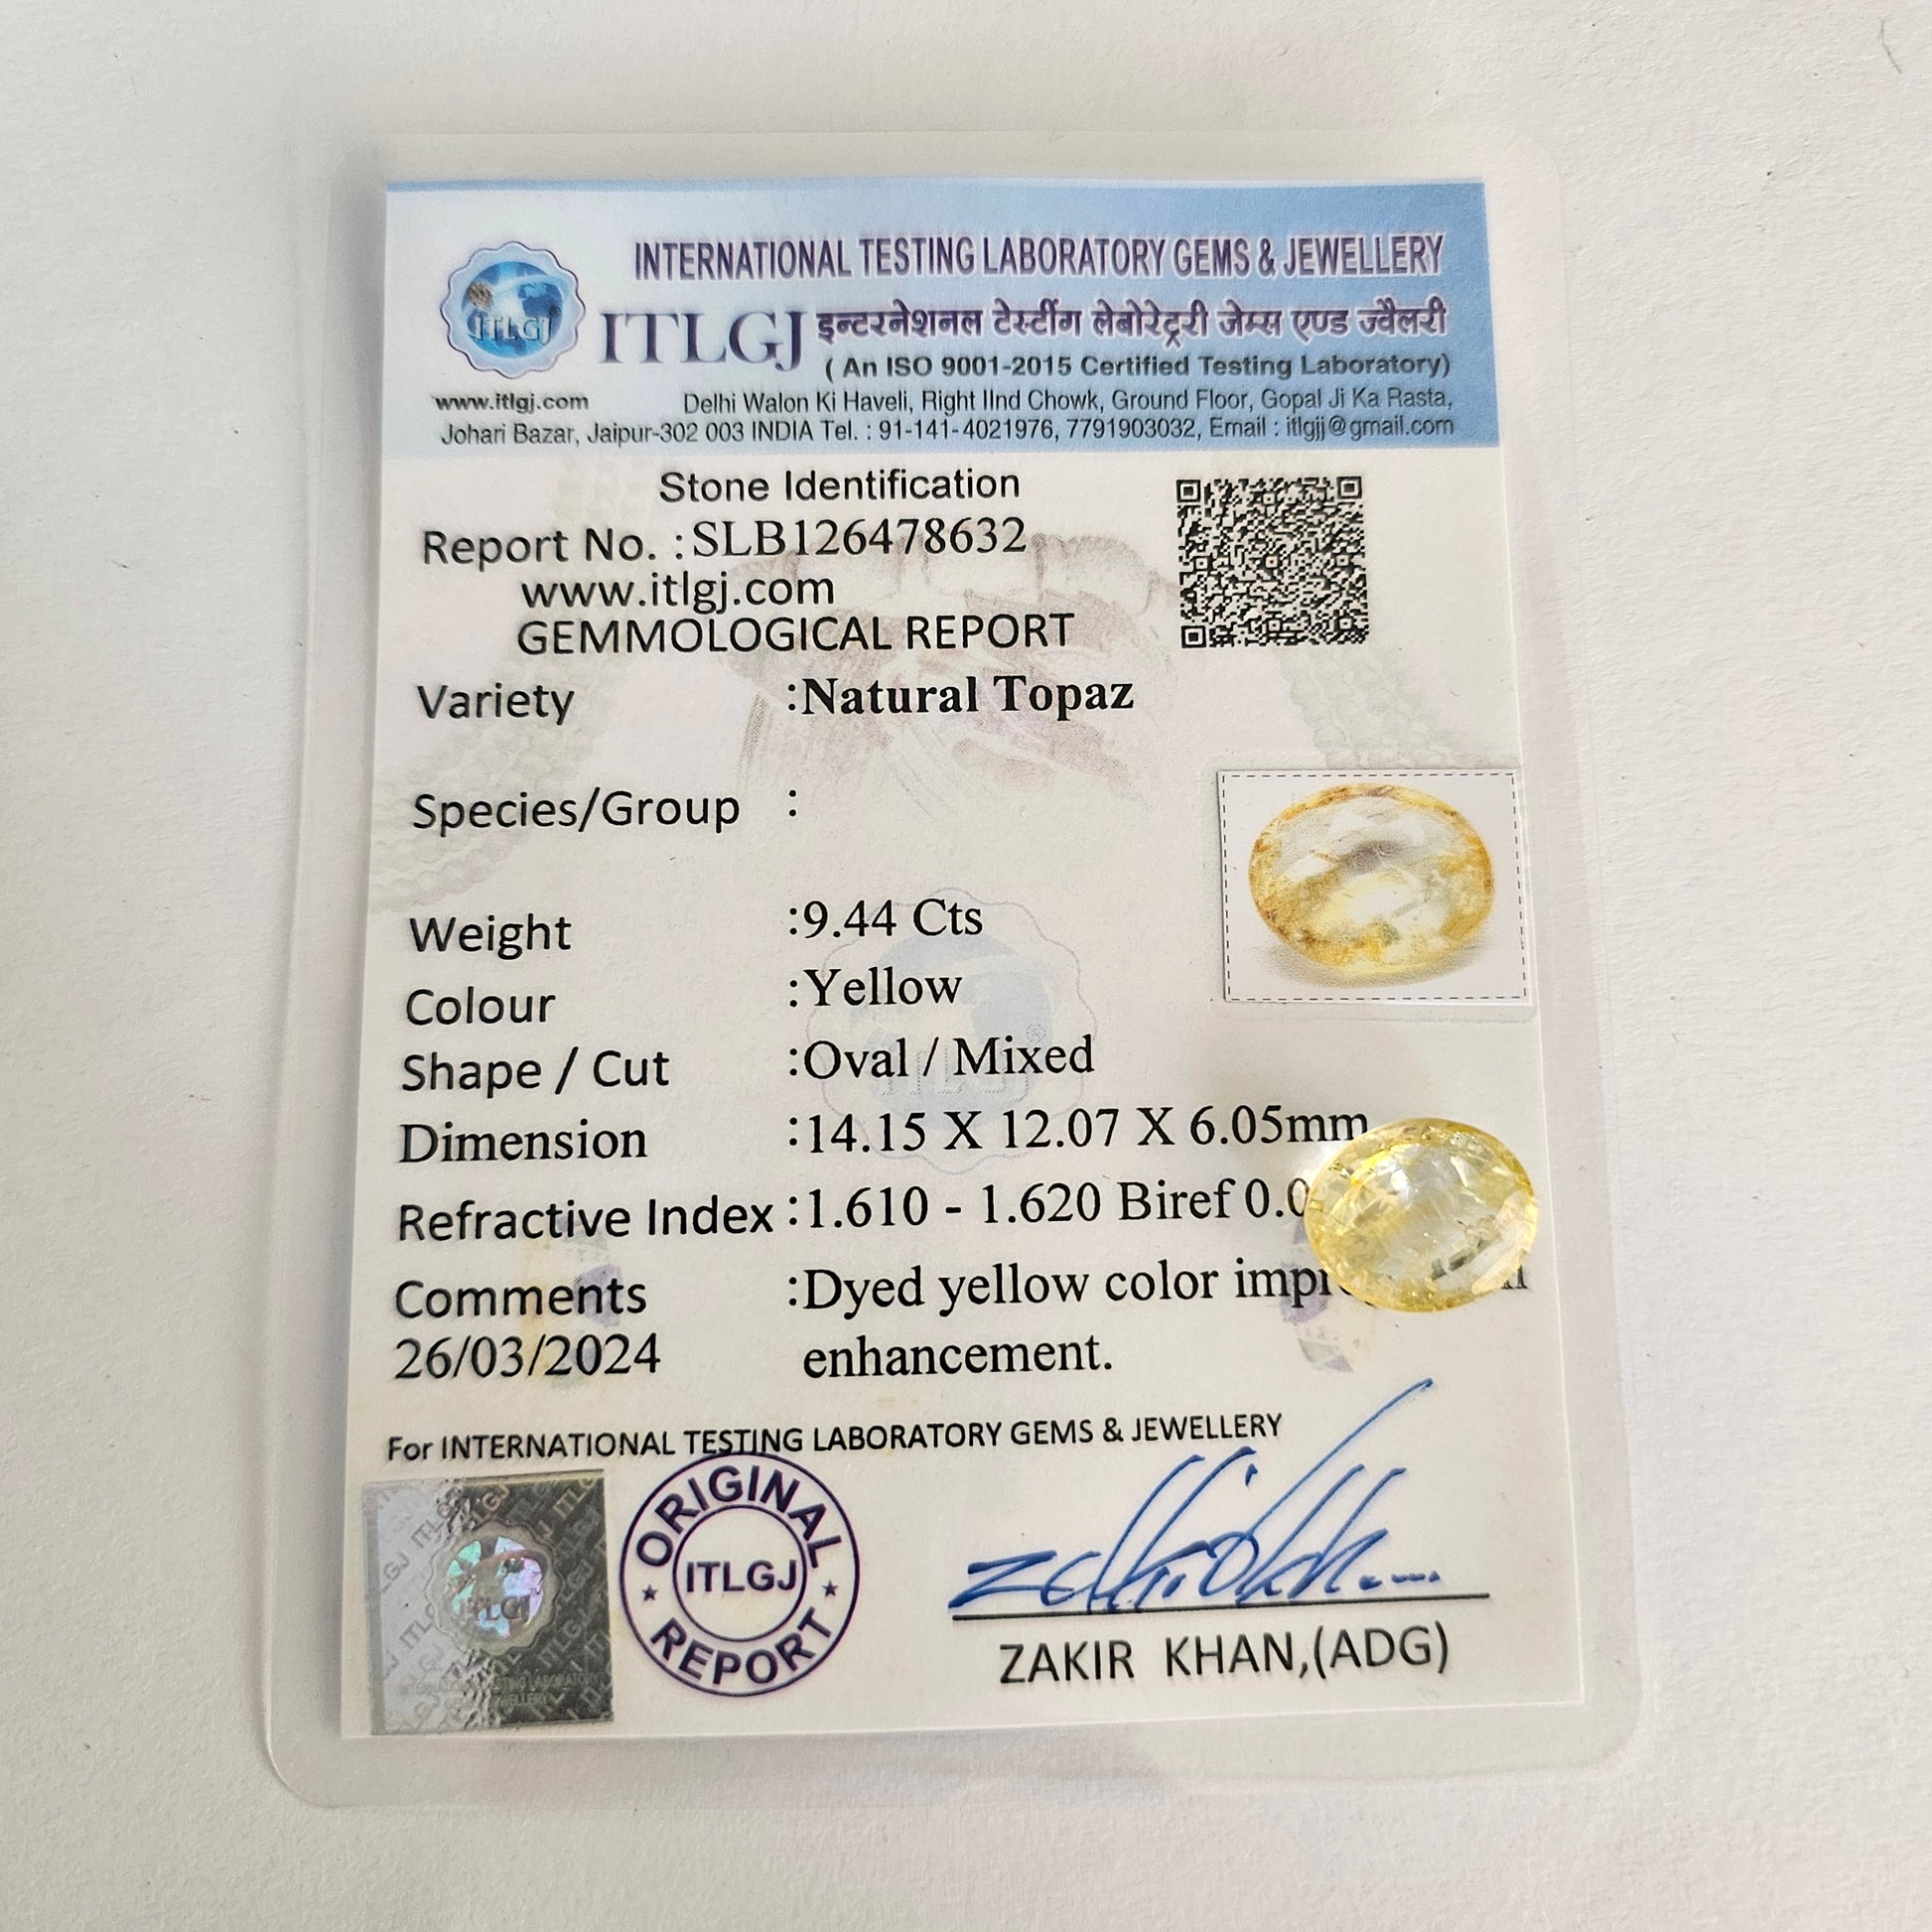 INTERNATIONAL TESTING LABORATORY GEMS & JEWELLERY
ITLGJ
ITLGJ इन्टरनेशनल टेस्टींग लेबोरेट्ररी जेम्स एण्ड ज्वैलरी
( An ISO 9001-2015 Certified Testing Laboratory)
www.itlgj.com Delhi Walon Ki Haveli, Right IInd Chowk, Ground Floor, Gopal Ji Ka Rasta,
Johari Bazar, Jaipur-302 003 INDIA Tel. : 91-141-4021976, 7791903032, Email : itlgjj@gmail.com
Stone Identification
Report No. :SLB126478632
www.itlgj.com
GEMMOLOGICAL REPORT
Variety :Natural Topaz
Species/Group :
Weight :9.44 Cts
Colour :Yellow
Shape / Cut :Oval / Mixed
Dimension :14.15 X 12.07 X 6.05mm
Refractive Index :1.610 - 1.620 Biref
Comments :Dyed yellow color
26/03/2024 enhancement.
For INTERNATIONAL TESTING LABORATORY GEMS & JEWELLERY
ITLGJ
ORIGINAL
ITLGJ
REPORT
ZAKIR KHAN,(ADG)